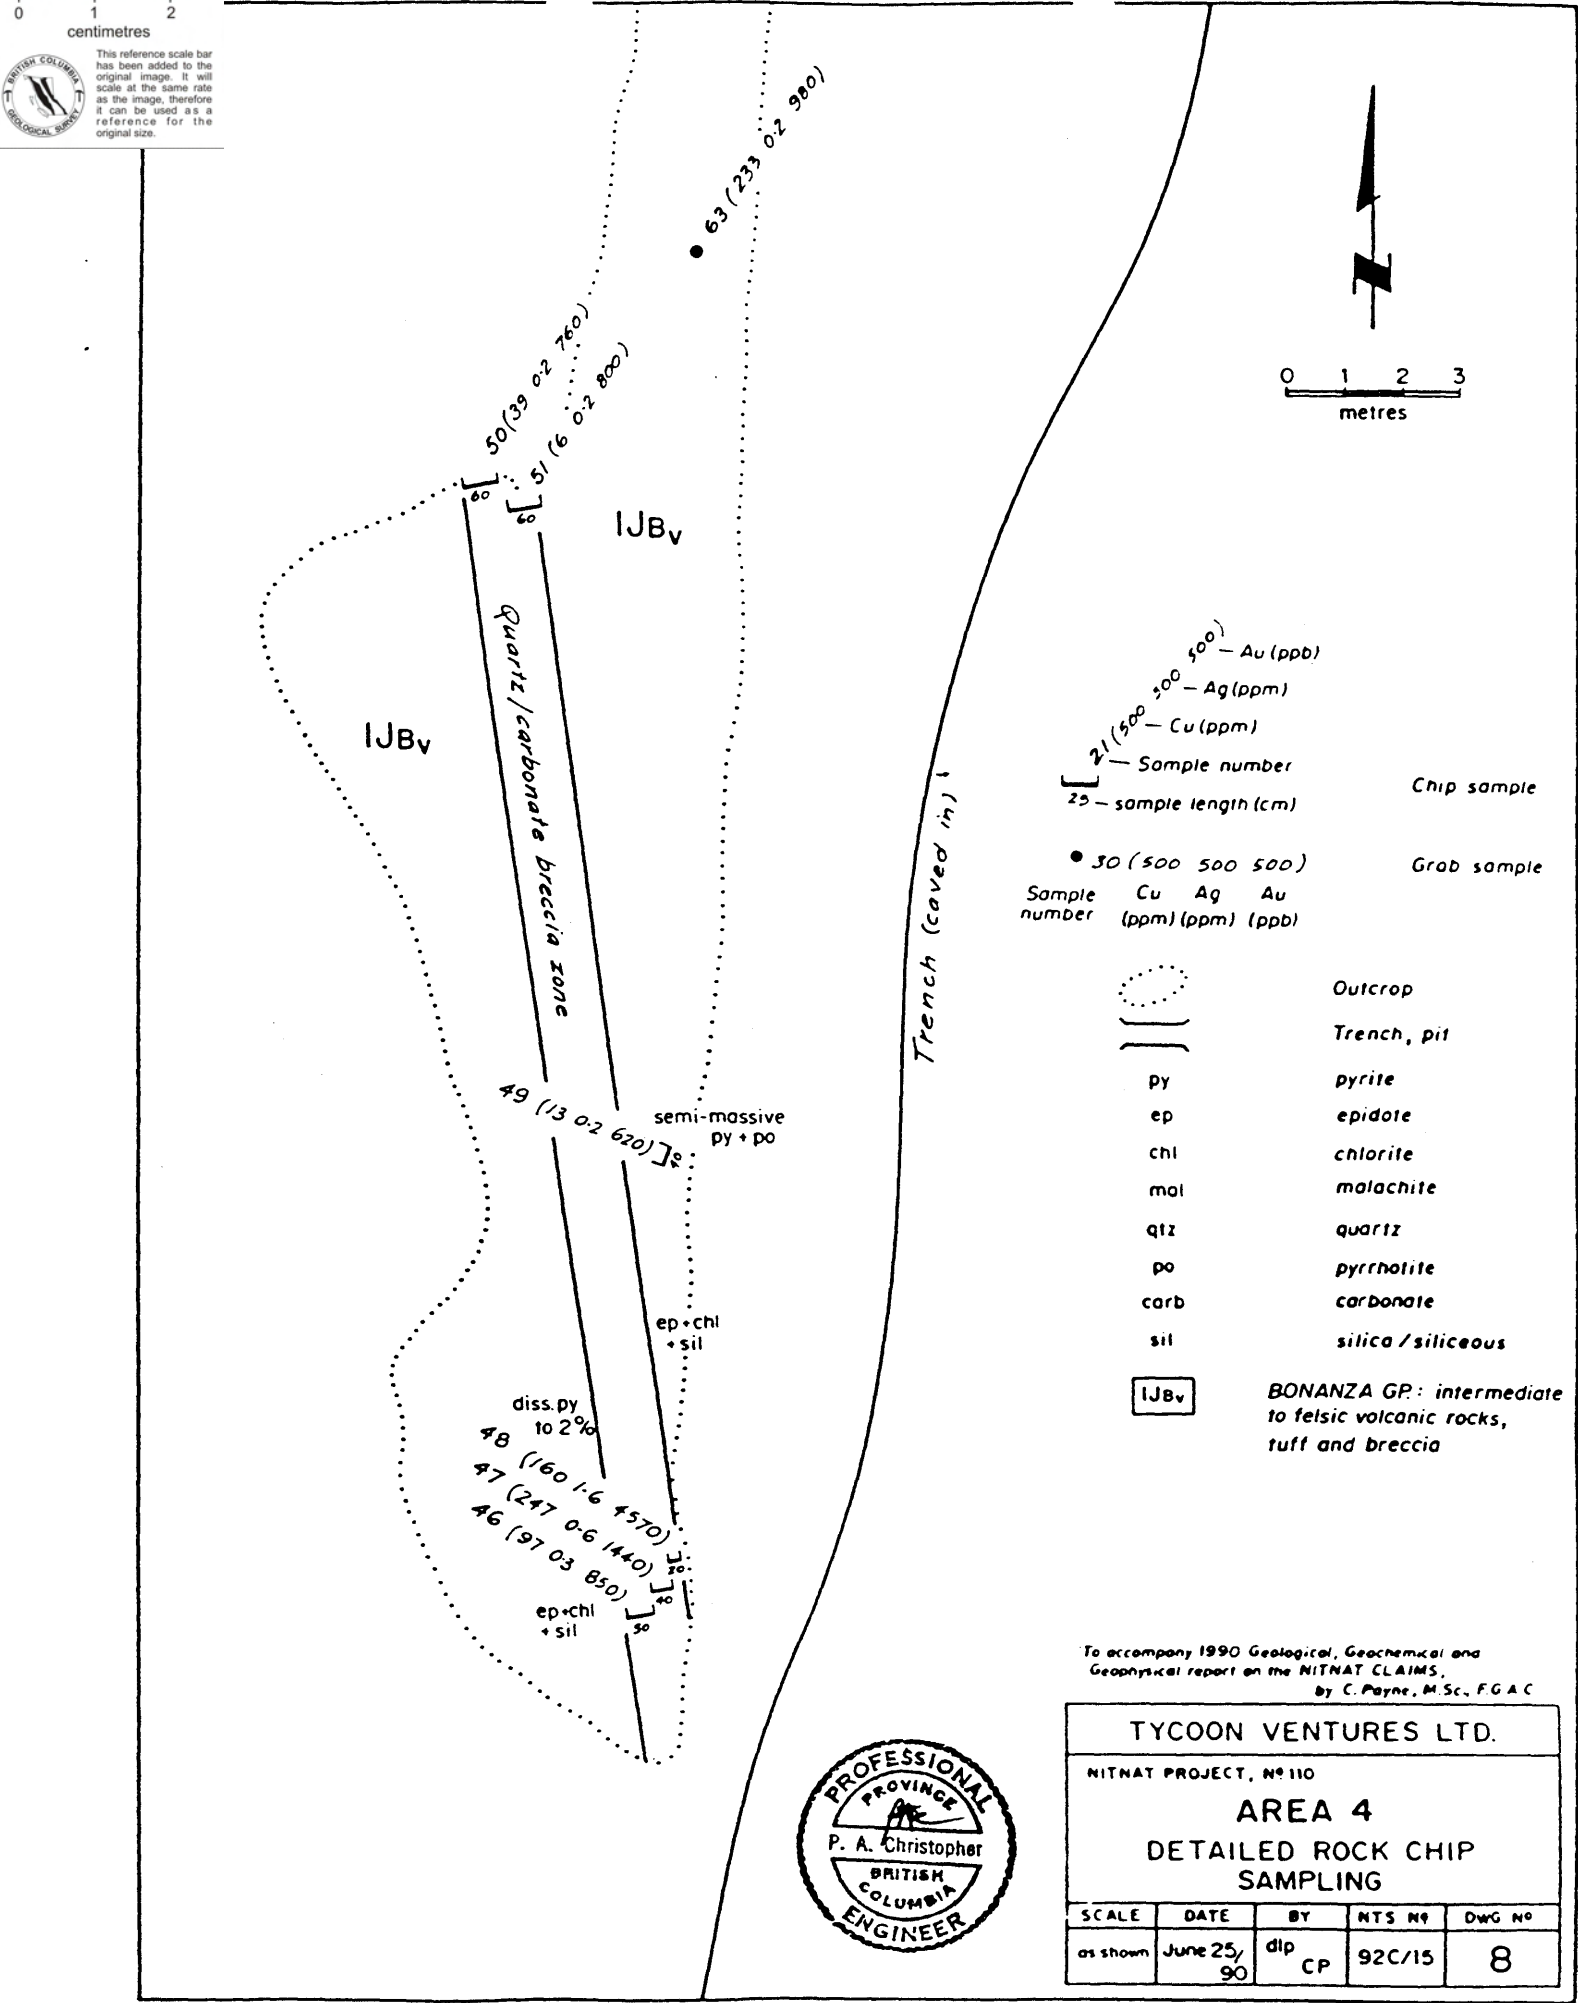 0 1 2
centimetres
BRITISH COLUMBIA
GEOLOGICAL SURVEY
This reference scale bar
has been added to the
original image. It will
scale at the same rate
as the image, therefore
it can be used as a
reference for the
original size.
63 (233 0.2 980)
50 (39 0.2 760)
51 (6 0.2 800)
60
60
IJBv
IJBv
Quartz/carbonate breccia zone
49 (13 0.2 620)
40
semi-massive
py + po
ep+chl
+ sil
diss. py
to 2%
48 (160 1.6 4570)
47 (247 0.6 1440)
46 (97 0.3 850)
20
40
50
ep+chl
+ sil
Trench (caved in)
0 1 2 3
metres
500) — Au (ppb)
500 — Ag (ppm)
(500 — Cu (ppm)
21 — Sample number
25 — sample length (cm)
Chip sample
30 (500 500 500)
Grab sample
Sample Cu Ag Au
number (ppm) (ppm) (ppb)
Outcrop
Trench, pit
py pyrite
ep epidote
chl chlorite
mal malachite
qtz quartz
po pyrrhotite
carb carbonate
sil silica / siliceous
IJBv BONANZA GP.: intermediate
to felsic volcanic rocks,
tuff and breccia
To accompany 1990 Geological, Geochemical and
Geophysical report on the NITNAT CLAIMS,
by C. Payne, M.Sc., F.G.A.C
PROFESSIONAL
PROVINCE
P. A. Christopher
BRITISH
COLUMBIA
ENGINEER
TYCOON VENTURES LTD.
NITNAT PROJECT, Nº 110
AREA 4
DETAILED ROCK CHIP
SAMPLING
SCALE DATE BY NTS Nº DWG Nº
as shown June 25/90 dlp CP 92C/15 8